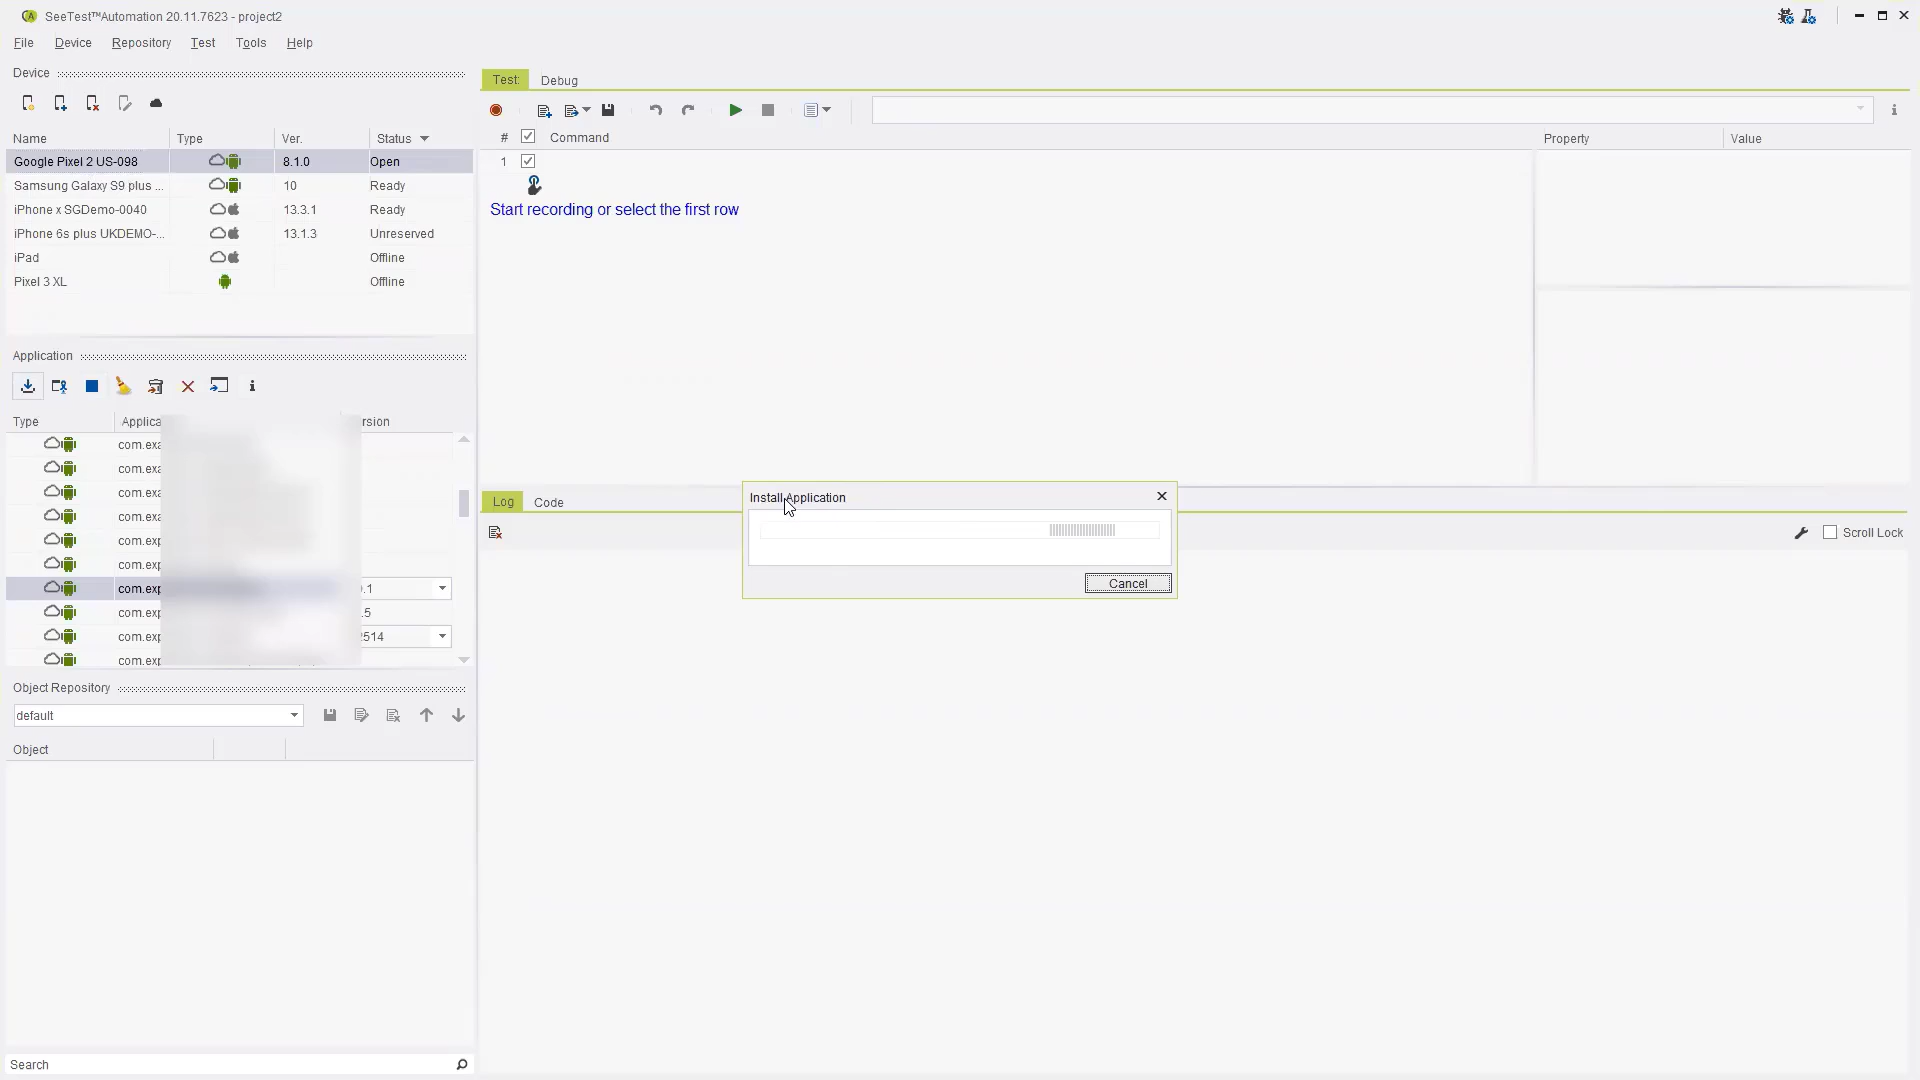 SeeTest™Automation 20.11.7623 - project2
File Device Repository Test Tools Help
Device
Name Type Ver. Status
Google Pixel 2 US-098 8.1.0 Open
Samsung Galaxy S9 plus ... 10 Ready
iPhone x SGDemo-0040 13.3.1 Ready
iPhone 6s plus UKDEMO-... 13.1.3 Unreserved
iPad Offline
Pixel 3 XL Offline
Application
Type Applica rsion
com.exa
com.exa
com.exa
com.exa
com.exp
com.exp
com.exp .1
com.exp .5
com.exp 514
com.exp
Object Repository
default
Object
Search
Test: Debug
# Command Property Value
1
Start recording or select the first row
Log Code
Scroll Lock
Install Application
Cancel